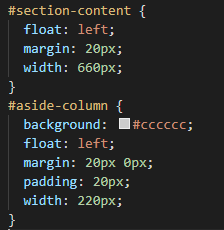 #section-content {
  float: left;
  margin: 20px;
  width: 660px;
}
#aside-column {
  background: #cccccc;
  float: left;
  margin: 20px 0px;
  padding: 20px;
  width: 220px;
}